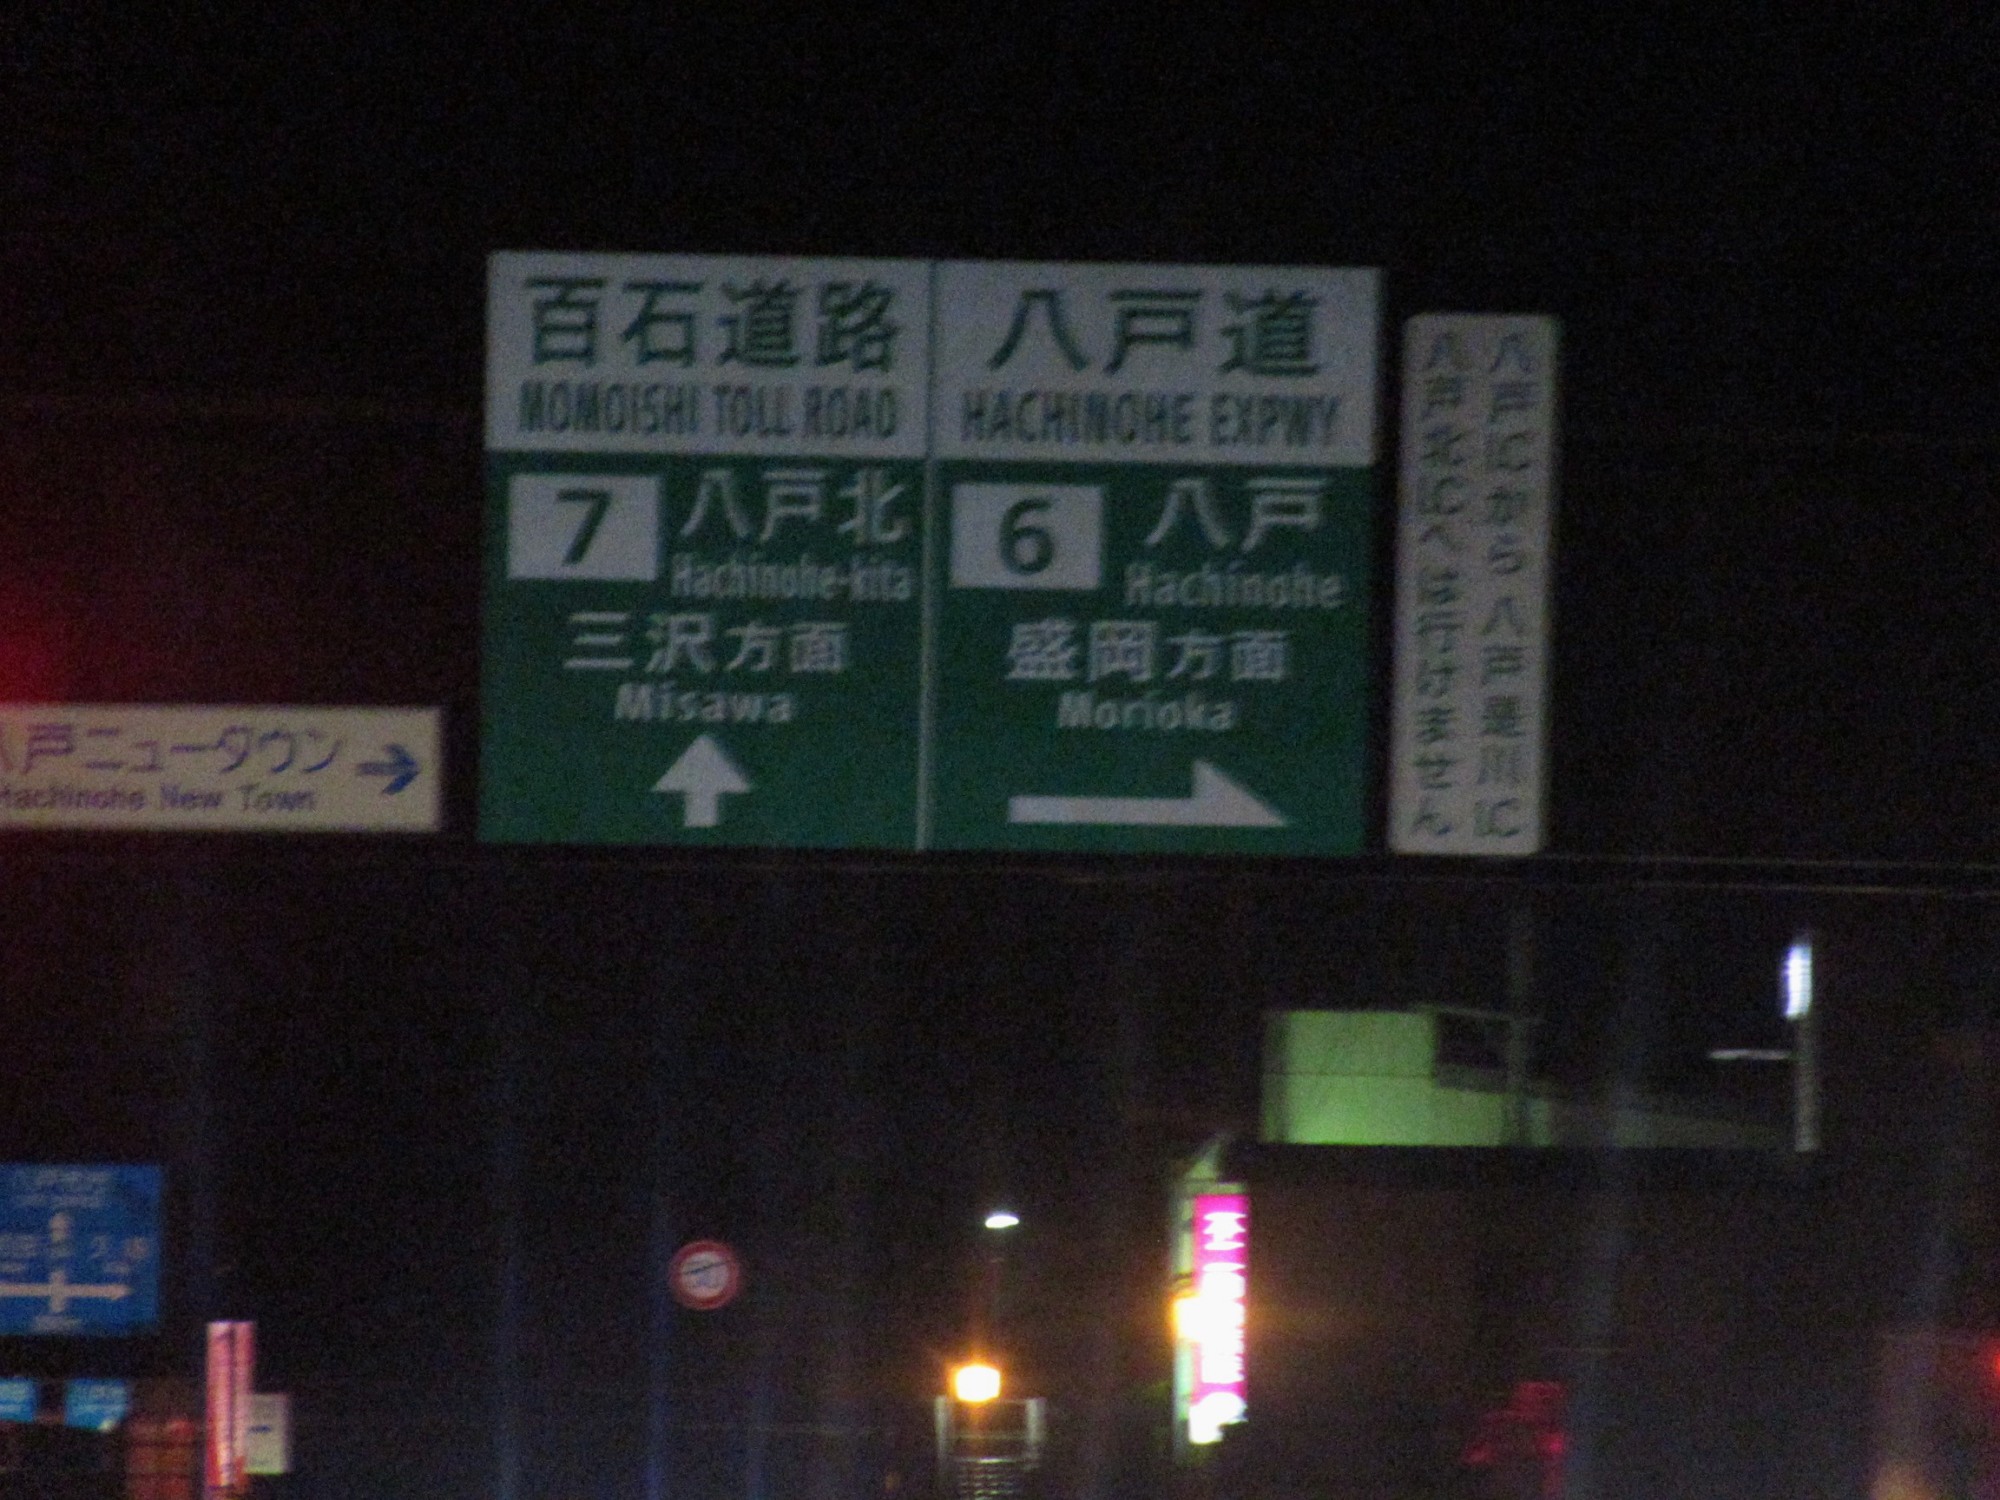 百石道路
MOMOISHI TOLL ROAD
7 八戸北
Hachinohe-kita
三沢方面
Misawa
八戸道
HACHINOHE EXPWY
6 八戸
Hachinohe
盛岡方面
Morioka
八戸ICから八戸是川IC
八戸北ICへは行けません
八戸ニュータウン
Hachinohe New Town